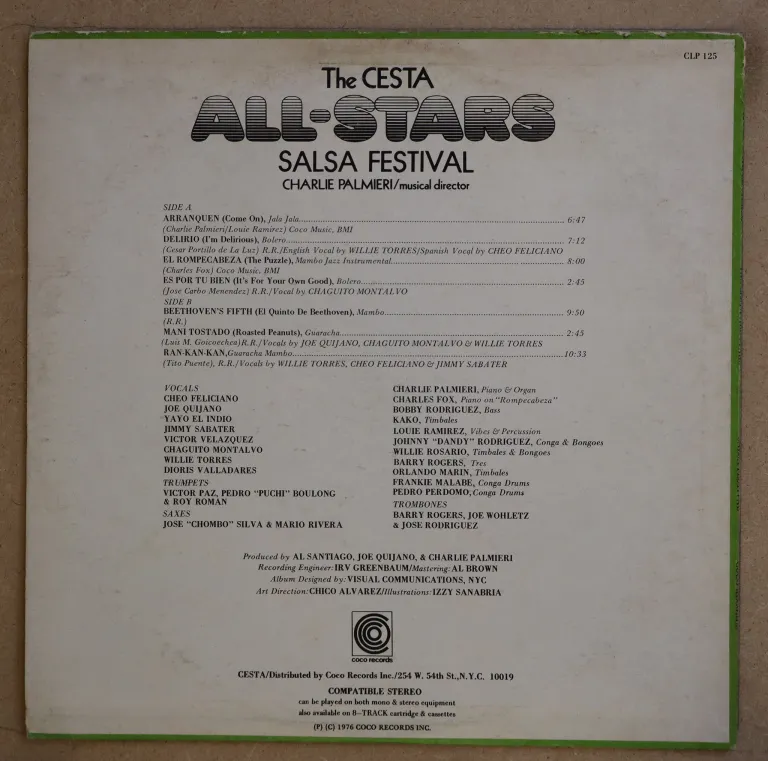 CLP 125
The CESTA
ALL-STARS
SALSA FESTIVAL
CHARLIE PALMIERI/musical director
SIDE A
ARRANQUEN (Come On), Jala Jala 6:47
(Charlie Palmieri/Louie Ramirez) Coco Music, BMI
DELIRIO (I'm Delirious), Bolero 7:12
(Cesar Portillo de La Luz) R.R./English Vocal by WILLIE TORRES/Spanish Vocal by CHEO FELICIANO
EL ROMPECABEZA (The Puzzle), Mambo Jazz Instrumental 8:00
(Charles Fox) Coco Music. BMI
ES POR TU BIEN (It's For Your Own Good), Bolero 2:45
(Jose Carbo Menendez) R.R./Vocal by CHAGUITO MONTALVO
SIDE B
BEETHOVEN'S FIFTH (El Quinto De Beethoven), Mambo 9:50
(R.R.)
MANI TOSTADO (Roasted Peanuts), Guaracha 2:45
(Luis M. Goicoechea)R.R./Vocals by JOE QUIJANO, CHAGUITO MONTALVO & WILLIE TORRES
RAN-KAN-KAN, Guaracha Mambo 10:33
(Tito Puente), R.R./Vocals by WILLIE TORRES, CHEO FELICIANO & JIMMY SABATER
VOCALS
CHEO FELICIANO
JOE QUIJANO
YAYO EL INDIO
JIMMY SABATER
VICTOR VELAZQUEZ
CHAGUITO MONTALVO
WILLIE TORRES
DIORIS VALLADARES
TRUMPETS
VICTOR PAZ, PEDRO "PUCHI" BOULONG
& ROY ROMAN
SAXES
JOSE "CHOMBO" SILVA & MARIO RIVERA
CHARLIE PALMIERI, Piano & Organ
CHARLES FOX, Piano on "Rompecabeza"
BOBBY RODRIGUEZ, Bass
KAKO, Timbales
LOUIE RAMIREZ, Vibes & Percussion
JOHNNY "DANDY" RODRIGUEZ, Conga & Bongoes
WILLIE ROSARIO, Timbales & Bongoes
BARRY ROGERS, Tres
ORLANDO MARIN, Timbales
FRANKIE MALABE, Conga Drums
PEDRO PERDOMO, Conga Drums
TROMBONES
BARRY ROGERS, JOE WOHLETZ
& JOSE RODRIGUEZ
Produced by AL SANTIAGO, JOE QUIJANO, & CHARLIE PALMIERI
Recording Engineer: IRV GREENBAUM/Mastering: AL BROWN
Album Designed by: VISUAL COMMUNICATIONS, NYC
Art Direction: CHICO ALVAREZ/Illustrations: IZZY SANABRIA
coco records
CESTA/Distributed by Coco Records Inc./254 W. 54th St., N.Y.C. 10019
COMPATIBLE STEREO
can be played on both mono & stereo equipment
also available on 8-TRACK cartridge & cassettes
(P) (C) 1976 COCO RECORDS INC.